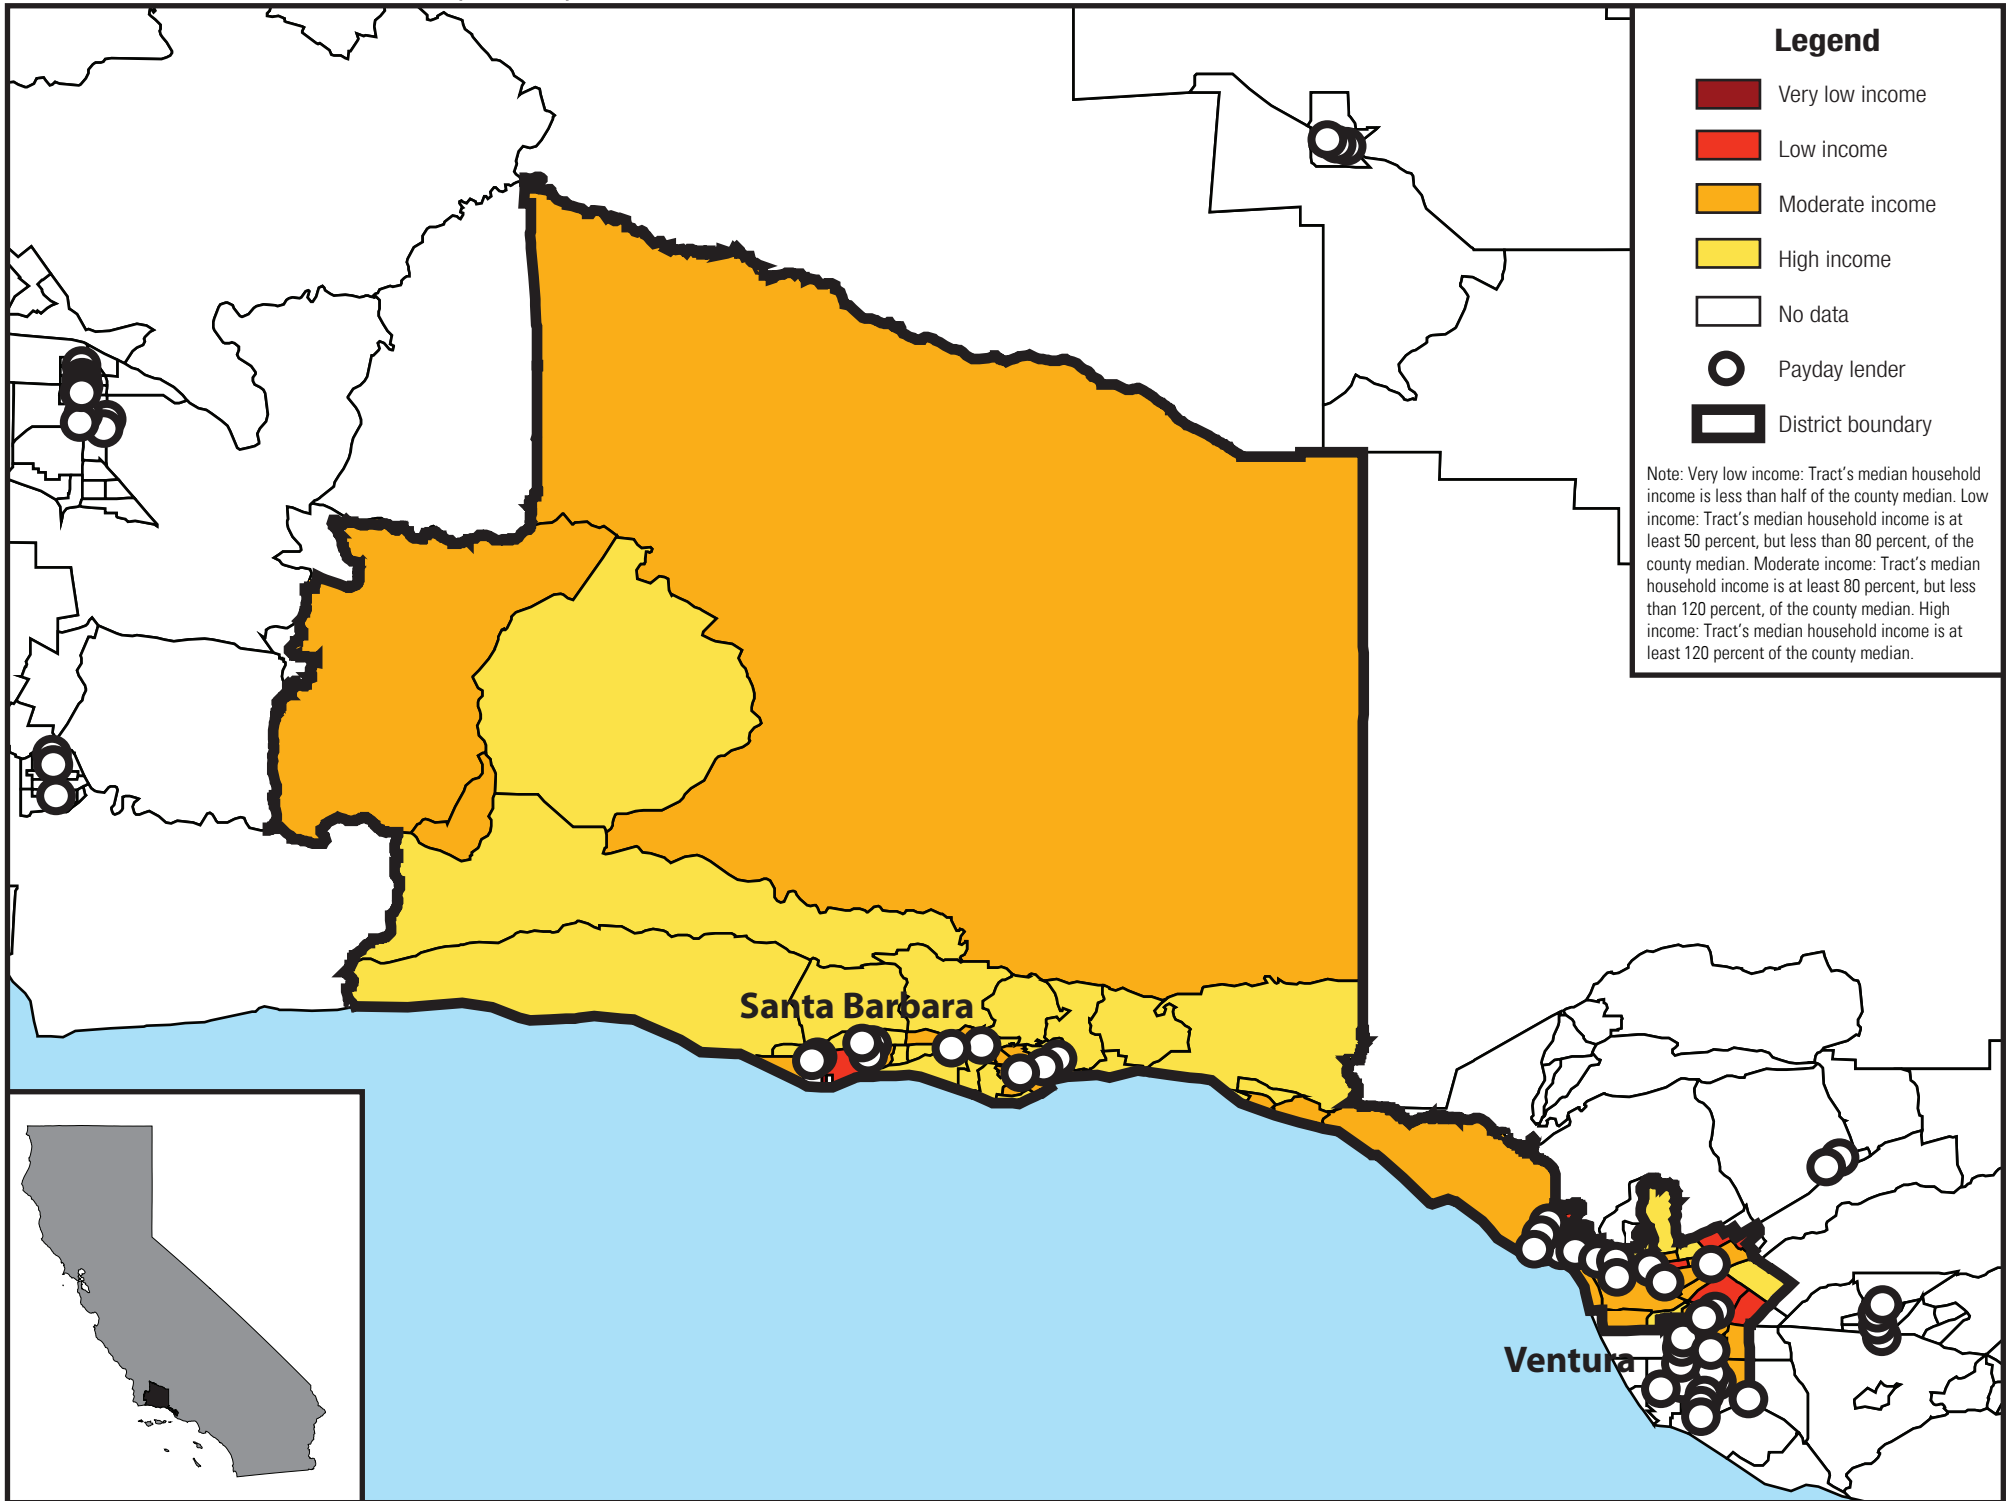 Legend
Very low income
Low income
Moderate income
High income
No data
Payday lender
District boundary
Note: Very low income: Tract's median household
income is less than half of the county median. Low
income: Tract's median household income is at
least 50 percent, but less than 80 percent, of the
county median. Moderate income: Tract's median
household income is at least 80 percent, but less
than 120 percent, of the county median. High
income: Tract's median household income is at
least 120 percent of the county median.
Santa Barbara
Ventura